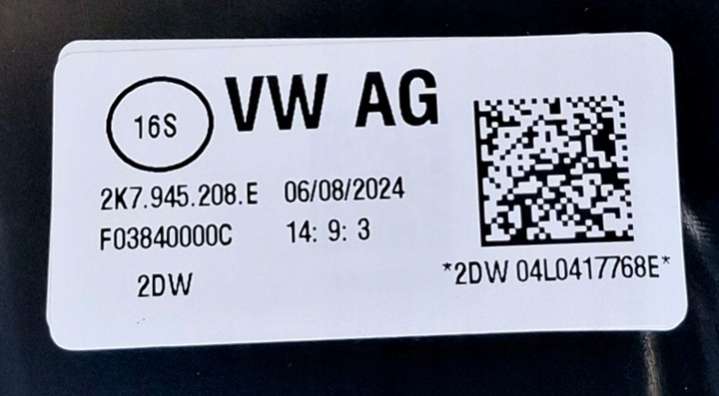 16S
VW AG
2K7.945.208.E 06/08/2024
F03840000C 14: 9: 3
2DW
*2DW 04L0417768E*